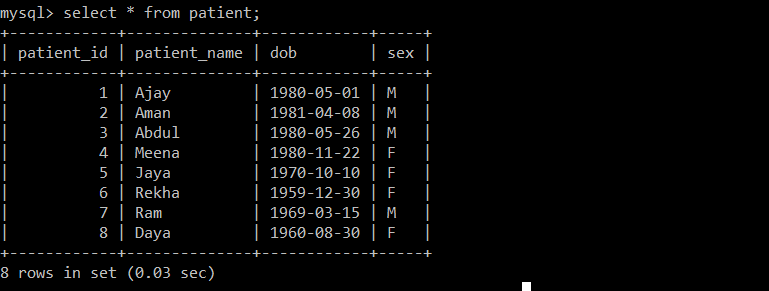 mysql> select * from patient;
+------------+--------------+------------+-----+
| patient_id | patient_name | dob        | sex |
+------------+--------------+------------+-----+
|          1 | Ajay         | 1980-05-01 | M   |
|          2 | Aman         | 1981-04-08 | M   |
|          3 | Abdul        | 1980-05-26 | M   |
|          4 | Meena        | 1980-11-22 | F   |
|          5 | Jaya         | 1970-10-10 | F   |
|          6 | Rekha        | 1959-12-30 | F   |
|          7 | Ram          | 1969-03-15 | M   |
|          8 | Daya         | 1960-08-30 | F   |
+------------+--------------+------------+-----+
8 rows in set (0.03 sec)